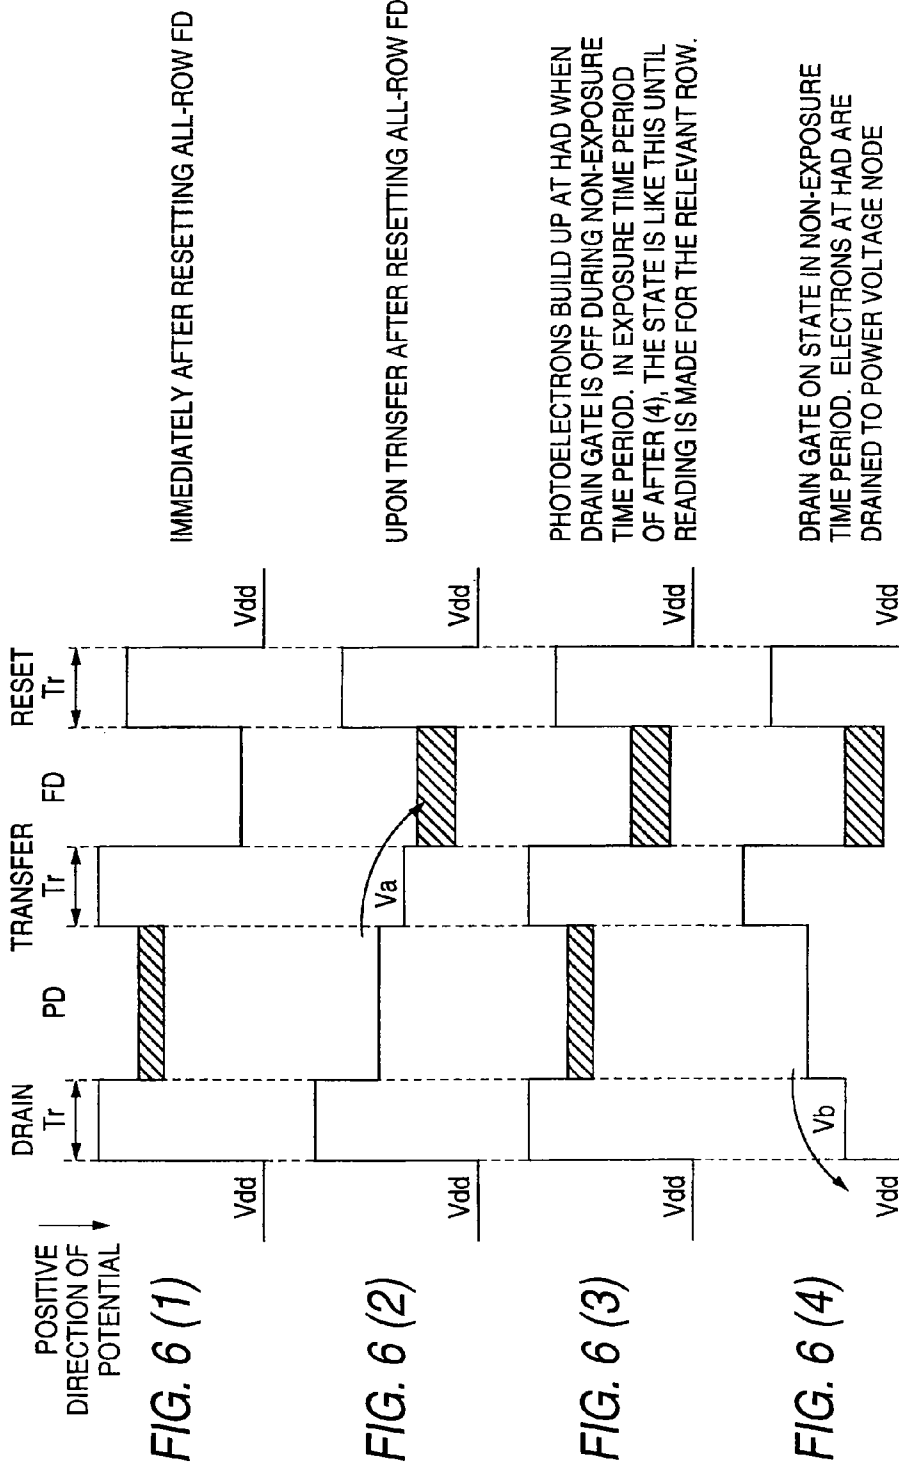 POSITIVE
DIRECTION OF
POTENTIAL
DRAIN
Tr
PD
TRANSFER
Tr
FD
RESET
Tr
FIG. 6 (1)
Vdd
Vdd
IMMEDIATELY AFTER RESETTING ALL-ROW FD
FIG. 6 (2)
Vdd
Va
Vdd
UPON TRNSFER AFTER RESETTING ALL-ROW FD
FIG. 6 (3)
Vdd
Vdd
PHOTOELECTRONS BUILD UP AT HAD WHEN
DRAIN GATE IS OFF DURING NON-EXPOSURE
TIME PERIOD. IN EXPOSURE TIME PERIOD
OF AFTER (4), THE STATE IS LIKE THIS UNTIL
READING IS MADE FOR THE RELEVANT ROW.
FIG. 6 (4)
Vdd
Vb
Vdd
DRAIN GATE ON STATE IN NON-EXPOSURE
TIME PERIOD. ELECTRONS AT HAD ARE
DRAINED TO POWER VOLTAGE NODE